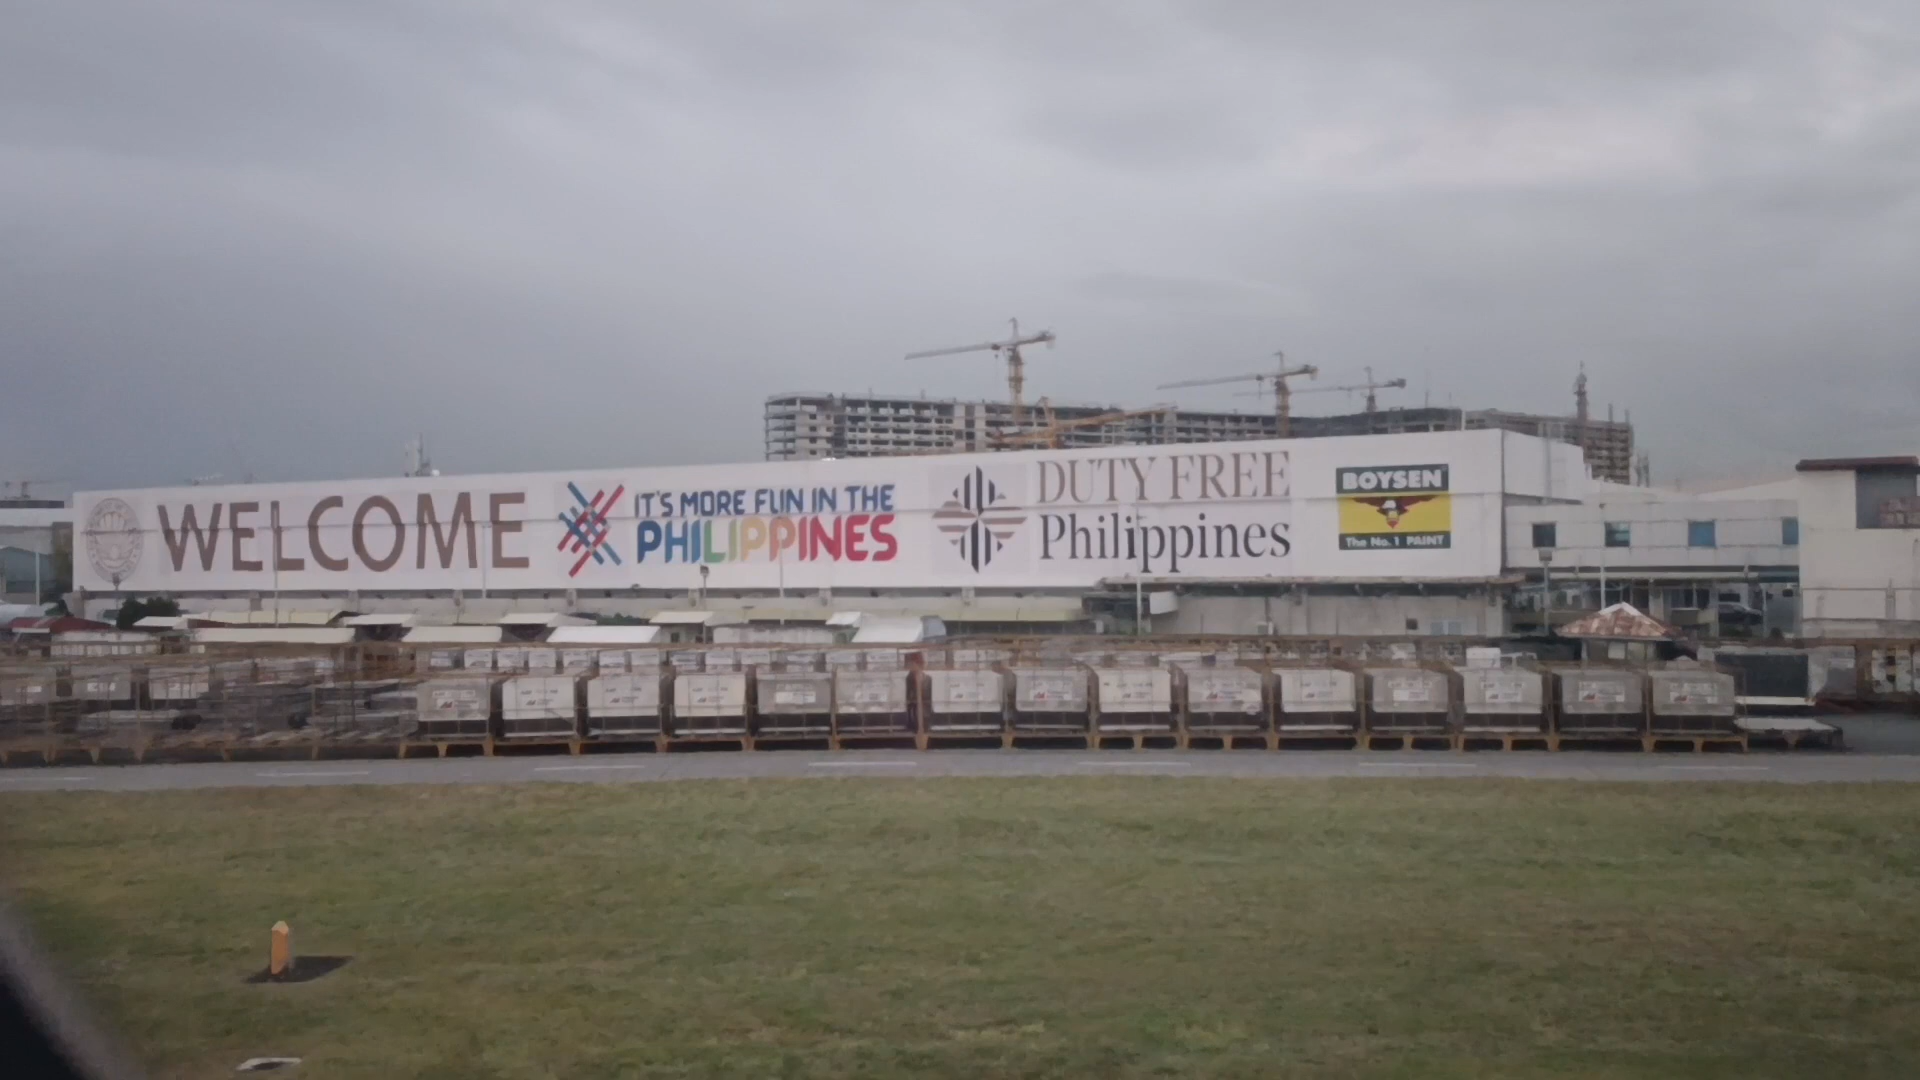 WELCOME
IT'S MORE FUN IN THE
PHILIPPINES
DUTY FREE
Philippines
BOYSEN
The No. 1 PAINT